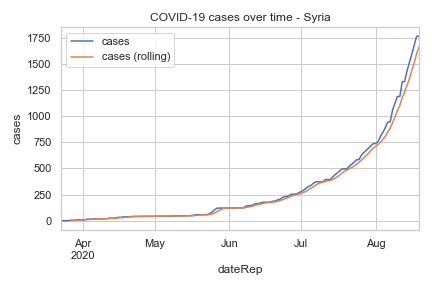 COVID-19 cases over time - Syria
cases
cases (rolling)
1750
1500
1250
1000
750
500
250
0
cases
Apr
2020
May
Jun
Jul
Aug
dateRep